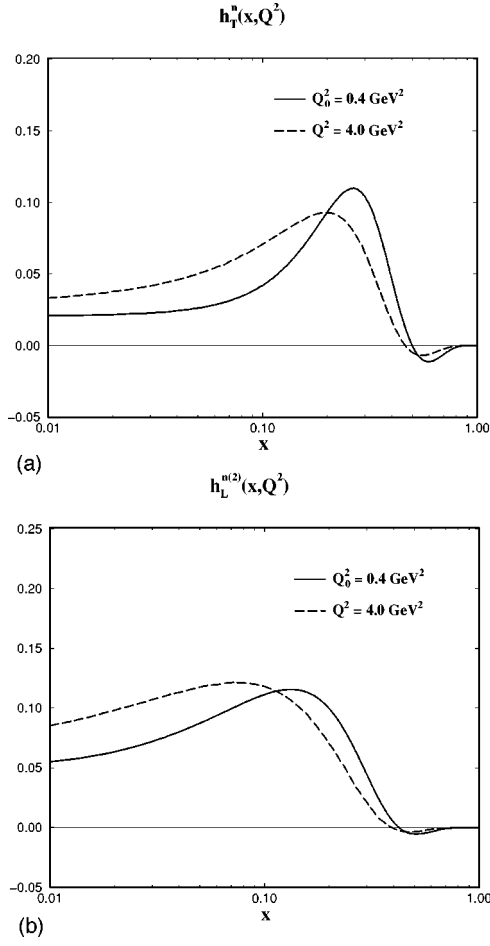 h_T^n(x,Q^2)
0.20
Q_0^2 = 0.4 GeV^2
Q^2 = 4.0 GeV^2
0.15
0.10
0.05
0.00
−0.05
0.01
0.10
1.00
x
(a)
h_L^n(2)(x,Q^2)
0.25
0.20
Q_0^2 = 0.4 GeV^2
Q^2 = 4.0 GeV^2
0.15
0.10
0.05
0.00
−0.05
0.01
0.10
1.00
x
(b)